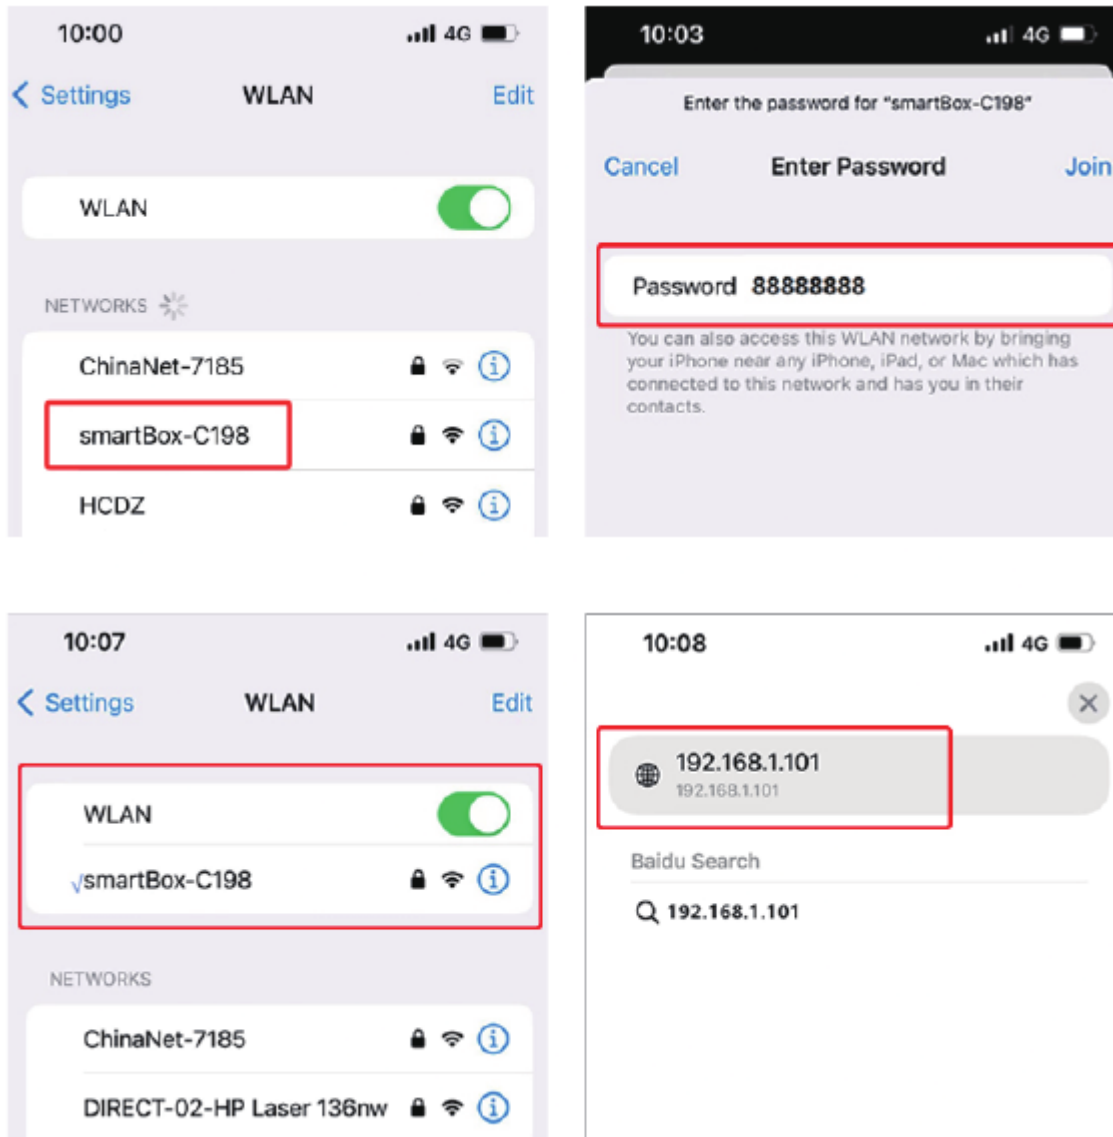 10:00 4G
Settings WLAN Edit
WLAN
NETWORKS
ChinaNet-7185
smartBox-C198
HCDZ
10:03 4G
Enter the password for "smartBox-C198"
Cancel Enter Password Join
Password 88888888
You can also access this WLAN network by bringing
your iPhone near any iPhone, iPad, or Mac which has
connected to this network and has you in their
contacts.
10:07 4G
Settings WLAN Edit
WLAN
√smartBox-C198
NETWORKS
ChinaNet-7185
DIRECT-02-HP Laser 136nw
10:08 4G
192.168.1.101
192.168.1.101
Baidu Search
192.168.1.101